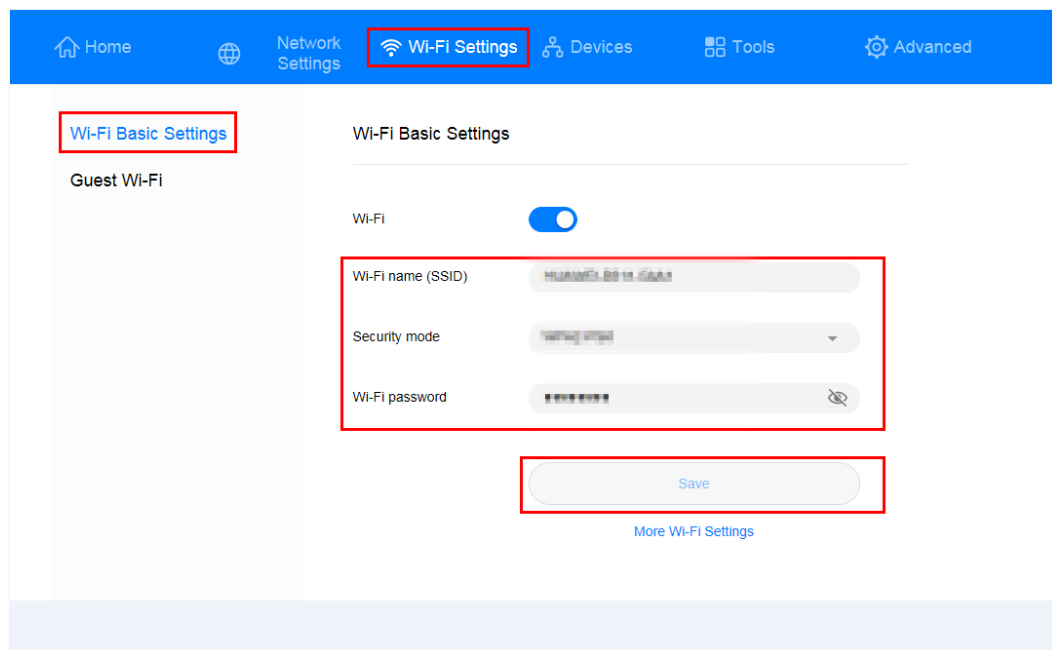 Home
Network
Settings
Wi-Fi Settings
Devices
Tools
Advanced
Wi-Fi Basic Settings
Guest Wi-Fi
Wi-Fi Basic Settings
Wi-Fi
Wi-Fi name (SSID)
Security mode
Wi-Fi password
Save
More Wi-Fi Settings